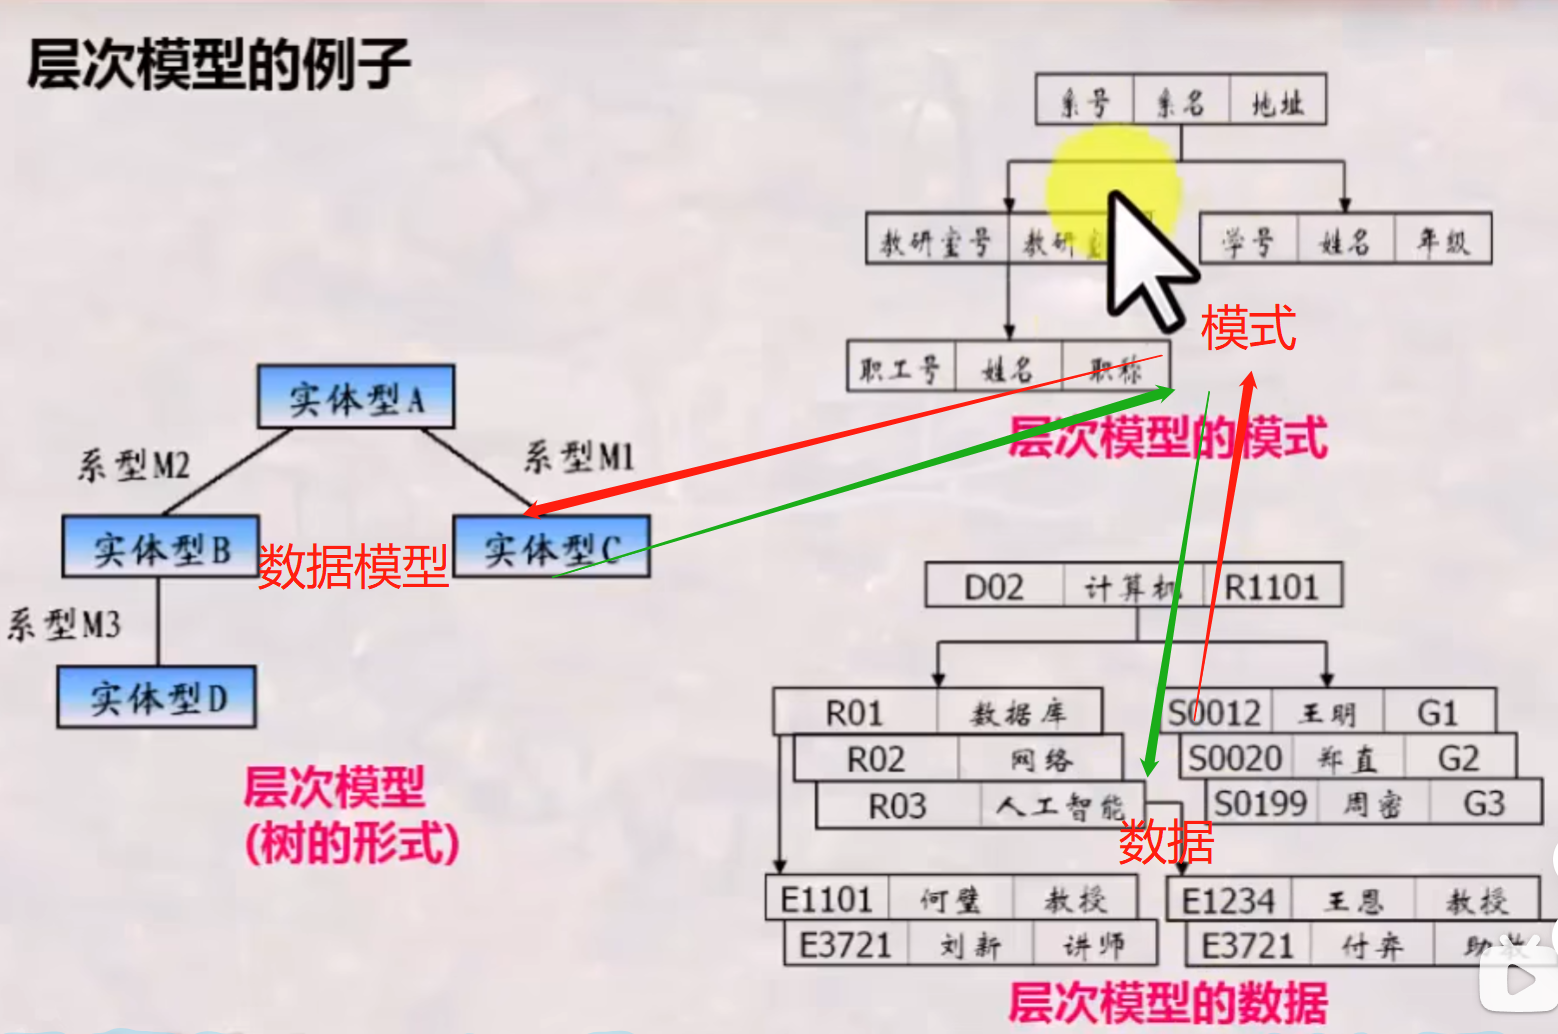 层次模型的例子
系号 系名 地址
教研室号 教研室
学号 姓名 年级
模式
职工号 姓名 职称
层次模型的模式
实体型A
系型M2
系型M1
实体型B
数据模型
实体型C
系型M3
实体型D
层次模型
(树的形式)
D02 计算机 R1101
R01 数据库
S0012 王明 G1
R02 网络
S0020 郑直 G2
R03 人工智能
S0199 周密 G3
数据
E1101 何璧 教授
E1234 王恩 教授
E3721 刘新 讲师
E3721 付弈 助教
层次模型的数据